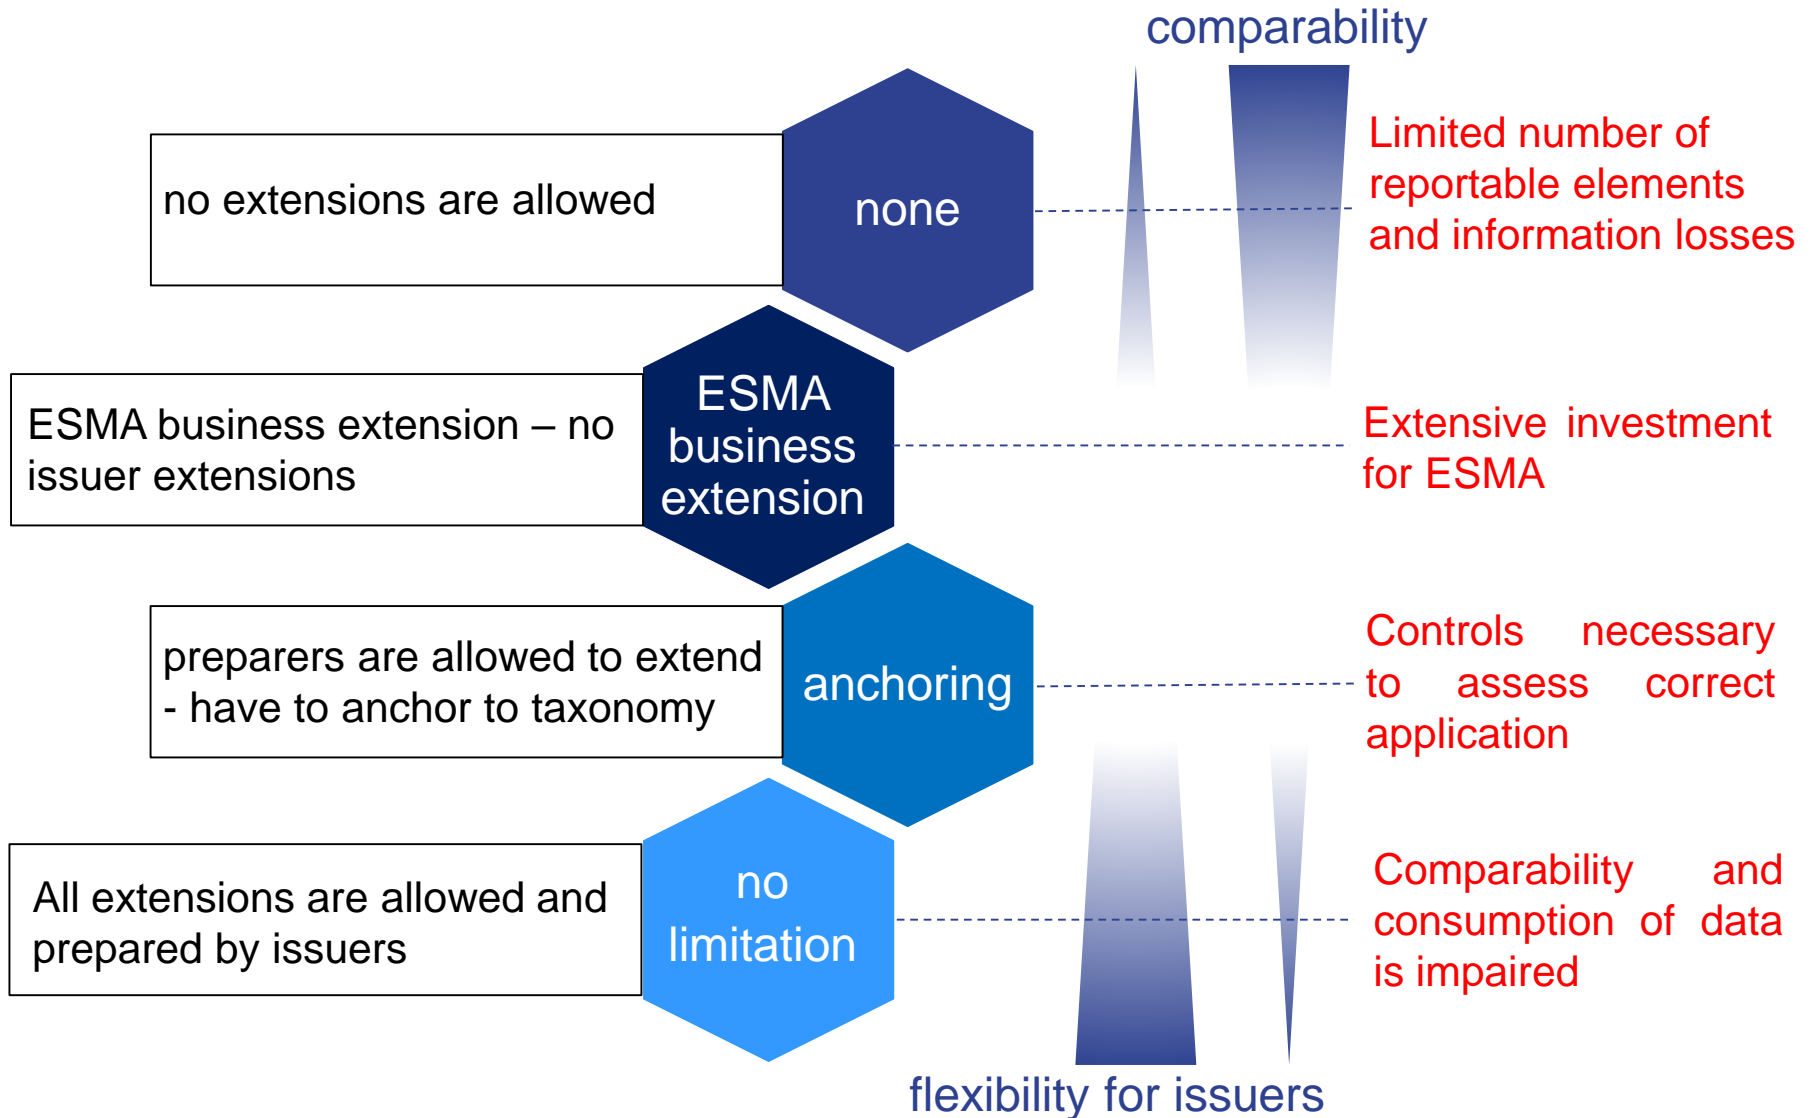 comparability
no extensions are allowed
none
Limited number of
reportable elements
and information losses
ESMA business extension – no
issuer extensions
ESMA
business
extension
Extensive investment
for ESMA
preparers are allowed to extend
- have to anchor to taxonomy
anchoring
Controls necessary
to assess correct
application
All extensions are allowed and
prepared by issuers
no
limitation
Comparability and
consumption of data
is impaired
flexibility for issuers